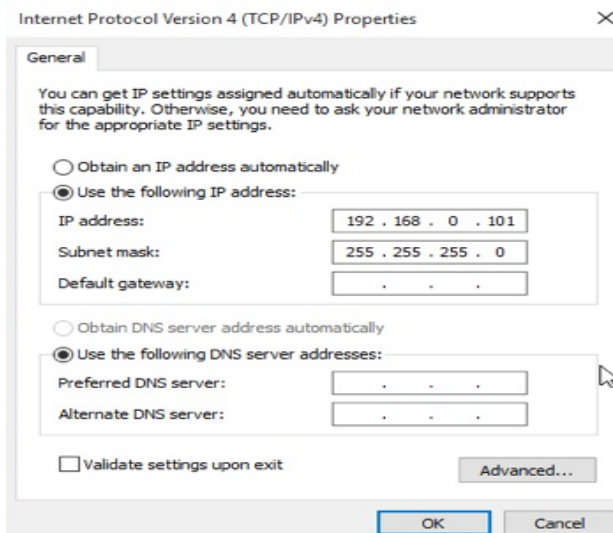 Internet Protocol Version 4 (TCP/IPv4) Properties
General
You can get IP settings assigned automatically if your network supports
this capability. Otherwise, you need to ask your network administrator
for the appropriate IP settings.
Obtain an IP address automatically
Use the following IP address:
IP address: 192 . 168 . 0 . 101
Subnet mask: 255 . 255 . 255 . 0
Default gateway: . . .
Obtain DNS server address automatically
Use the following DNS server addresses:
Preferred DNS server: . . .
Alternate DNS server: . . .
Validate settings upon exit
Advanced...
OK Cancel